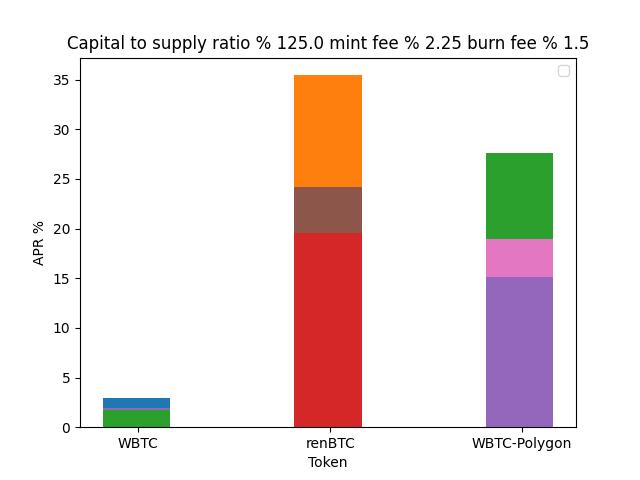 Capital to supply ratio % 125.0 mint fee % 2.25 burn fee % 1.5
35
30
25
20
15
10
5
0
APR %
WBTC
renBTC
WBTC-Polygon
Token